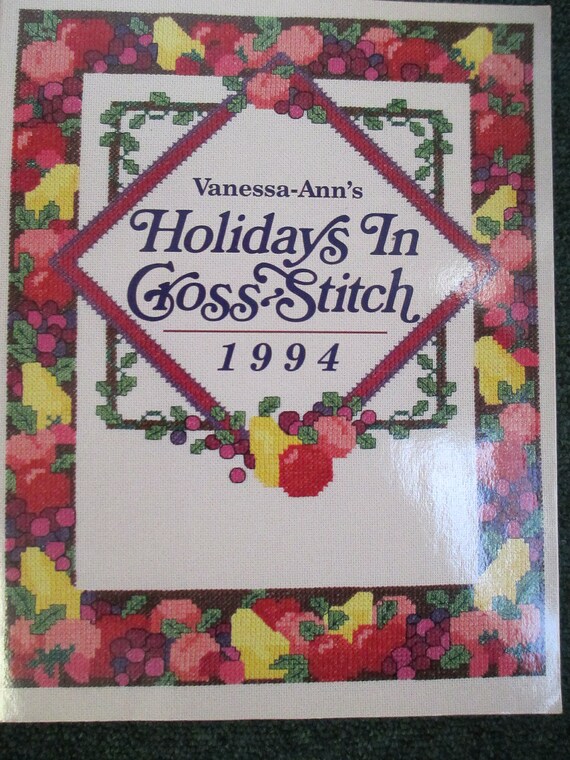 Vanessa-Ann's
Holidays In
Cross-Stitch
1994